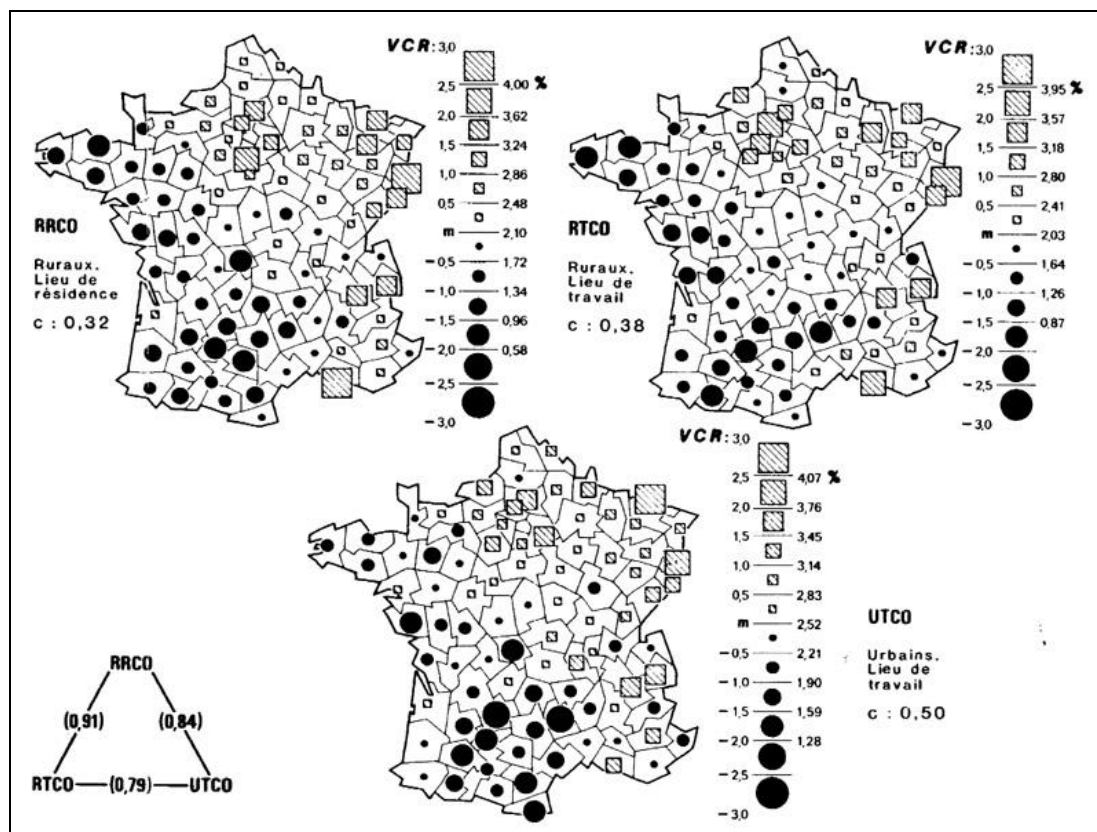 VCR: 3,0
2,5 4,00 %
2,0 3,62
1,5 3,24
1,0 2,86
0,5 2,48
m 2,10
-0,5 1,72
-1,0 1,34
-1,5 0,96
-2,0 0,58
-2,5
-3,0
RRCO
Ruraux.
Lieu de
résidence
c : 0,32
VCR: 3,0
2,5 3,95 %
2,0 3,57
1,5 3,18
1,0 2,80
0,5 2,41
m 2,03
-0,5 1,64
-1,0 1,26
-1,5 0,87
-2,0
-2,5
-3,0
RTCO
Ruraux.
Lieu de
travail
c : 0,38
VCR: 3,0
2,5 4,07 %
2,0 3,76
1,5 3,45
1,0 3,14
0,5 2,83
m 2,52
-0,5 2,21
-1,0 1,90
-1,5 1,59
-2,0 1,28
-2,5
-3,0
UTCO
Urbains.
Lieu de
travail
c : 0,50
RRCO
(0,91) (0,84)
RTCO (0,79) UTCO